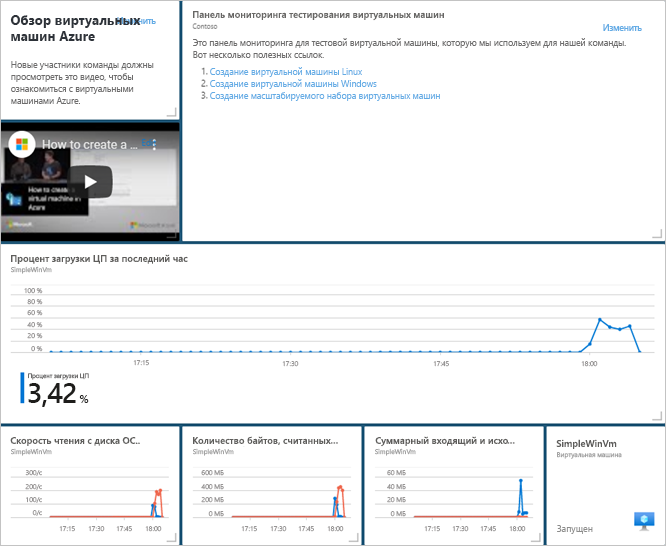 Обзор виртуальных
машин Azure
Изменить
Новые участники команды должны
просмотреть это видео, чтобы
ознакомиться с виртуальными
машинами Azure.
How to create a ...
How to create
virtual machine in
Azure
Microsoft
Панель мониторинга тестирования виртуальных машин
Contoso
Изменить
Это панель мониторинга для тестовой виртуальной машины, которую мы используем для нашей команды.
Вот несколько полезных ссылок.
1. Создание виртуальной машины Linux
2. Создание виртуальной машины Windows
3. Создание масштабируемого набора виртуальных машин
Процент загрузки ЦП за последний час
SimpleWinVm
100 %
80 %
60 %
40 %
20 %
0 %
17:15 17:30 17:45 18:00
Процент загрузки ЦП
3,42 %
Скорость чтения с диска ОС..
SimpleWinVm
300/с
200/с
100/с
0/с
17:15 17:30 17:45 18:00
Количество байтов, считанных...
SimpleWinVm
600 МБ
400 МБ
200 МБ
0 МБ
17:15 17:30 17:45 18:00
Суммарный входящий и исхо...
SimpleWinVm
60 МБ
40 МБ
20 МБ
0 МБ
17:15 17:30 17:45 18:00
SimpleWinVm
Виртуальная машина
Запущен